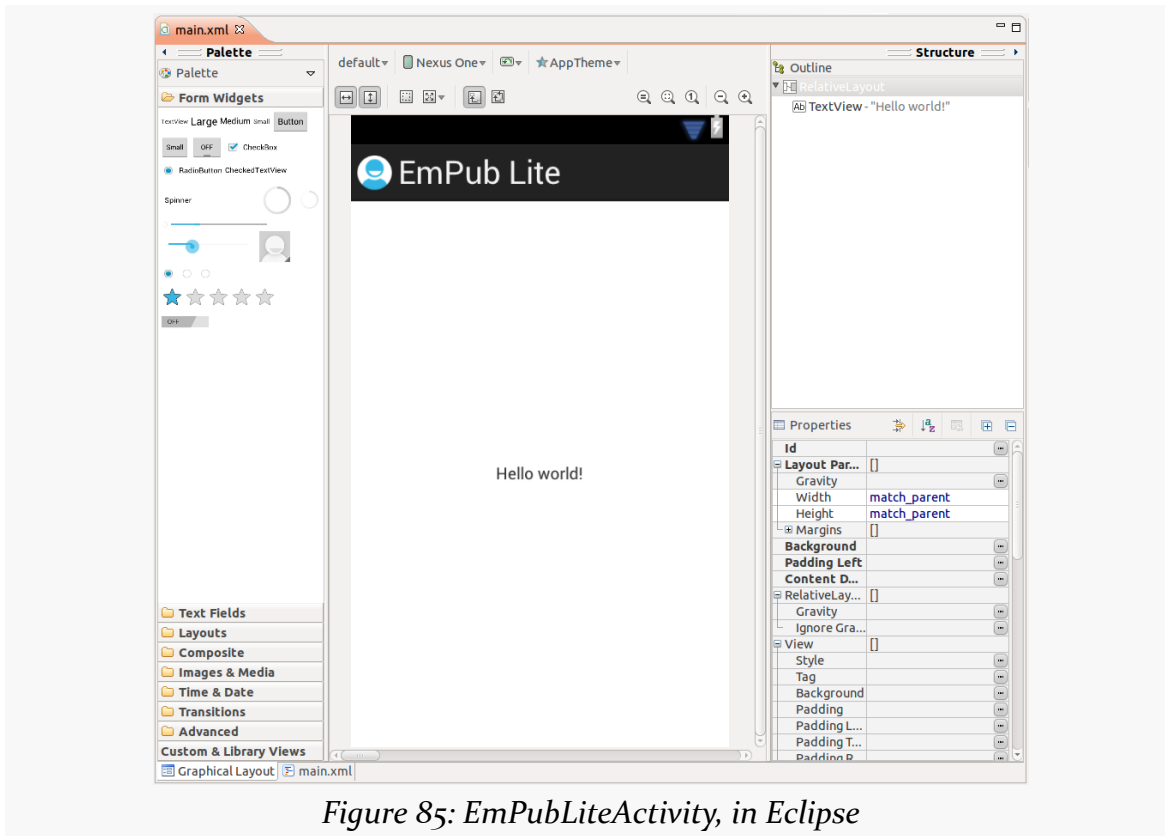 main.xml
Palette
Palette
Form Widgets
TextView Large Medium Small Button
Small OFF CheckBox
RadioButton CheckedTextView
Spinner
OFF
Text Fields
Layouts
Composite
Images & Media
Time & Date
Transitions
Advanced
Custom & Library Views
Graphical Layout main.xml
default Nexus One AppTheme
EmPub Lite
Hello world!
Structure
Outline
RelativeLayout
Ab TextView - "Hello world!"
Properties
Id
Layout Par... []
Gravity
Width match_parent
Height match_parent
Margins []
Background
Padding Left
Content D...
RelativeLay... []
Gravity
Ignore Gra...
View []
Style
Tag
Background
Padding
Padding L...
Padding T...
Padding R...
Figure 85: EmPubLiteActivity, in Eclipse